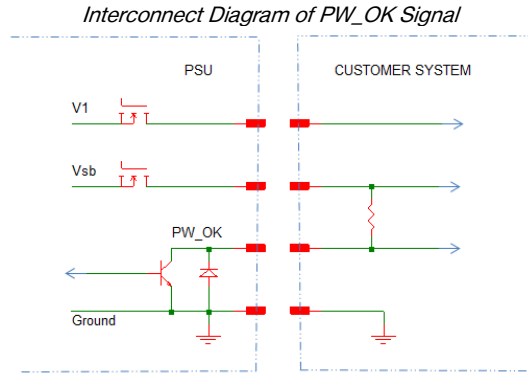 Interconnect Diagram of PW_OK Signal
PSU
CUSTOMER SYSTEM
V1
Vsb
PW_OK
Ground